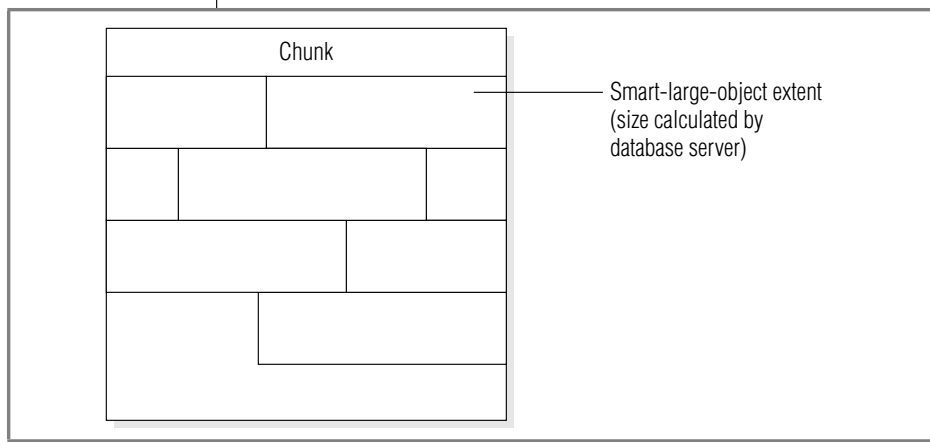 Chunk
Smart-large-object extent
(size calculated by
database server)